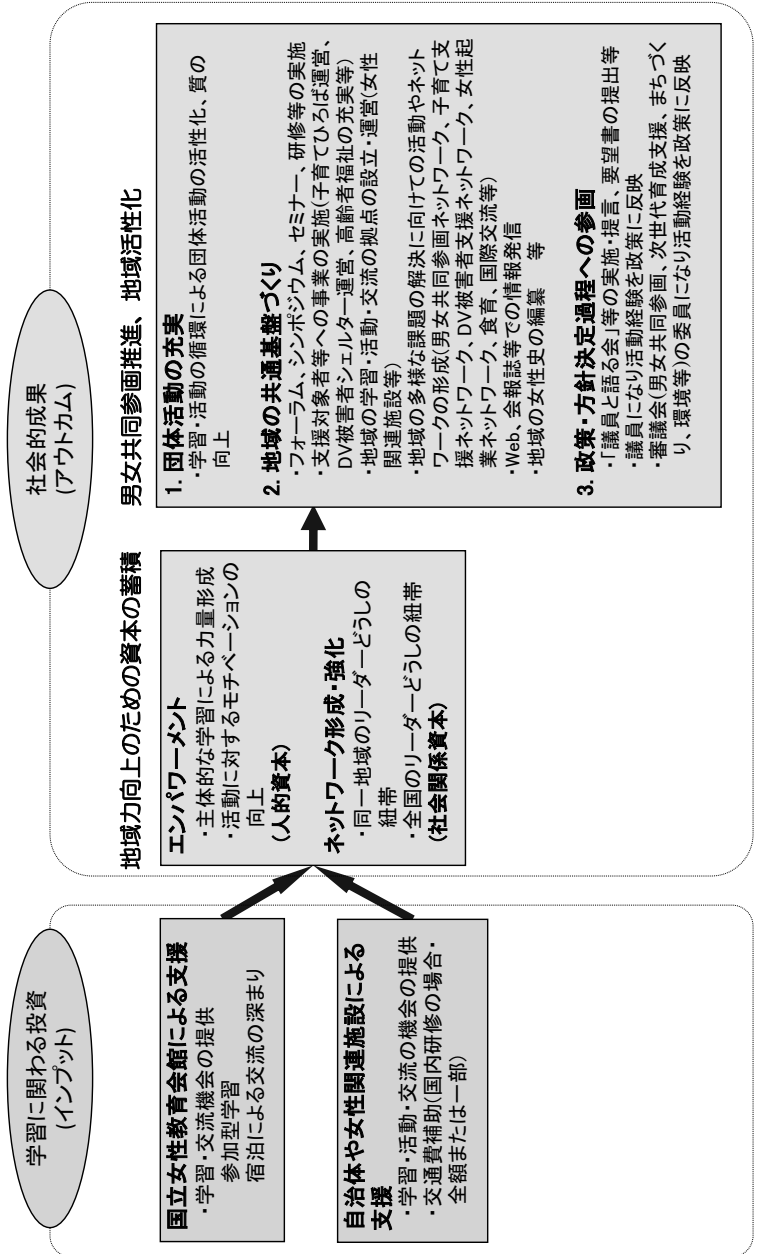 学習に関わる投資
(インプット)
国立女性教育会館による支援
・学習・交流機会の提供
参加型学習
宿泊による交流の深まり
自治体や女性関連施設による
支援
・学習・活動・交流の機会の提供
・交通費補助(国内研修の場合・
全額または一部)
社会的成果
(アウトカム)
地域力向上のための資本の蓄積
エンパワーメント
・主体的な学習による力量形成
・活動に対するモチベーションの
向上
(人的資本)
ネットワーク形成・強化
・同一地域のリーダーどうしの
紐帯
・全国のリーダーどうしの紐帯
(社会関係資本)
男女共同参画推進、地域活性化
1. 団体活動の充実
・学習・活動の循環による団体活動の活性化、質の
向上
2. 地域の共通基盤づくり
・フォーラム、シンポジウム、セミナー、研修等の実施
・支援対象者等への事業の実施(子育てひろば運営、
DV被害者シェルター運営、高齢者福祉の充実等)
・地域の学習・活動・交流の拠点の設立・運営(女性
関連施設等)
・地域の多様な課題の解決に向けての活動やネット
ワークの形成(男女共同参画ネットワーク、子育て支
援ネットワーク、DV被害者支援ネットワーク、女性起
業ネットワーク、食育、国際交流等)
・Web、会報誌等での情報発信
・地域の女性史の編纂　等
3. 政策・方針決定過程への参画
・「議員と語る会」等の実施・提言、要望書の提出等
・議員になり活動経験を政策に反映
・審議会(男女共同参画、次世代育成支援、まちづく
り、環境等)の委員になり活動経験を政策に反映